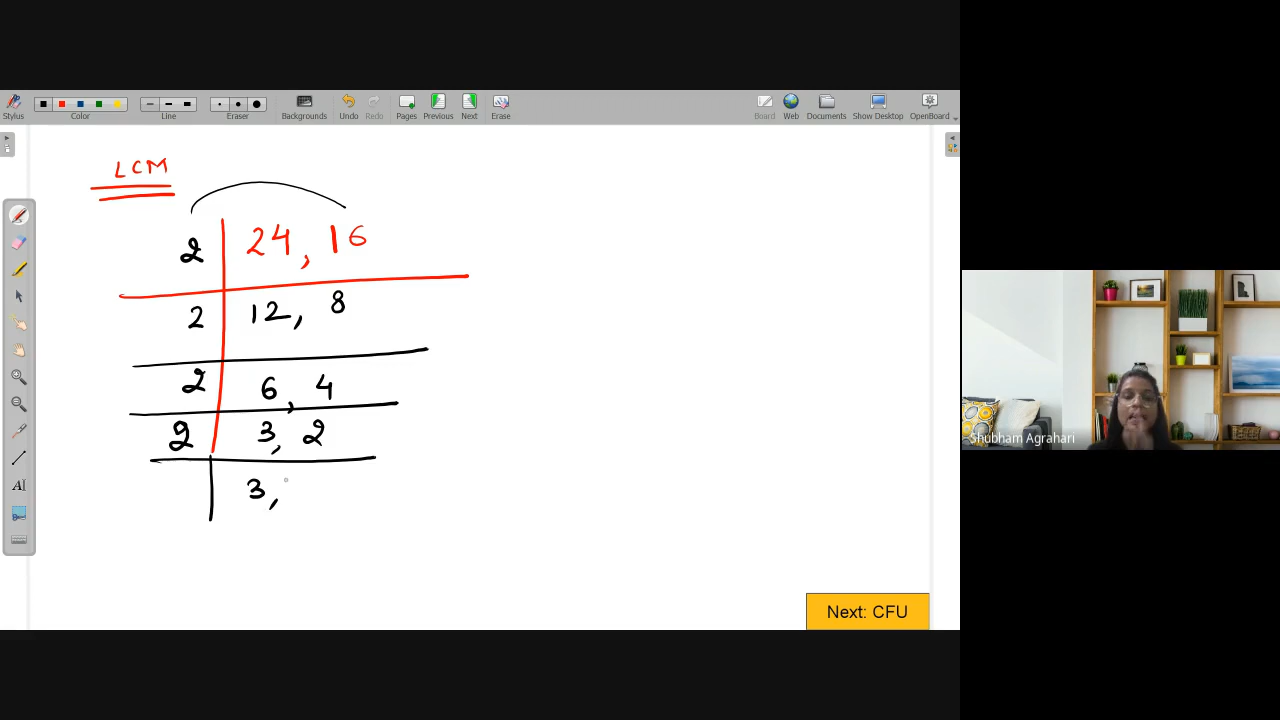 Stylus Color Line Eraser Backgrounds Undo Redo Pages Previous Next Erase Board Web Documents Show Desktop OpenBoard
LCM
2 24, 16
2 12, 8
2 6, 4
2 3, 2
3,
Shubham Agrahari
Next: CFU